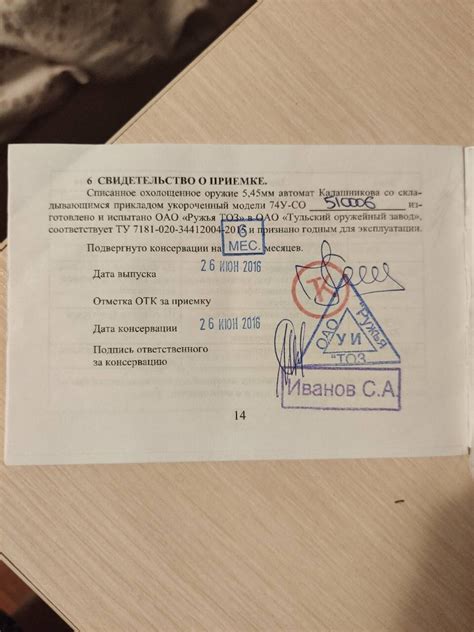 6 СВИДЕТЕЛЬСТВО О ПРИЕМКЕ.
Списанное охолощенное оружие 5,45мм автомат Калашникова со скла-
дывающимся прикладом укороченный модели 74У-СО 510006 из-
готовлено и испытано ОАО «Ружья ТОЗ» в ОАО «Тульский оружейный завод»,
соответствует ТУ 7181-020-34412004-2015 и признано годным для эксплуатации.
Подвергнуто консервации на 6 МЕС. месяцев.
Дата выпуска 26 ИЮН 2016
Отметка ОТК за приемку
К
Дата консервации 26 ИЮН 2016
ОАО "Ружья ТОЗ
УИ
Подпись ответственного
за консервацию
Иванов С.А.
14